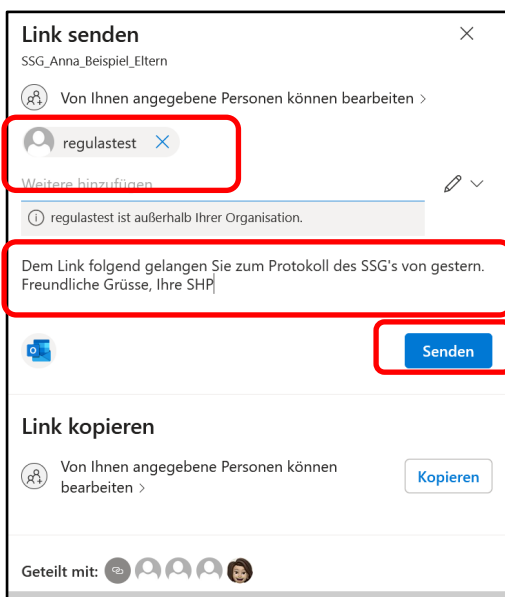 Link senden
SSG_Anna_Beispiel_Eltern
Von Ihnen angegebene Personen können bearbeiten >
regulastest
Weitere hinzufügen
regulastest ist außerhalb Ihrer Organisation.
Dem Link folgend gelangen Sie zum Protokoll des SSG's von gestern.
Freundliche Grüsse, Ihre SHP
Senden
Link kopieren
Von Ihnen angegebene Personen können
bearbeiten >
Kopieren
Geteilt mit: